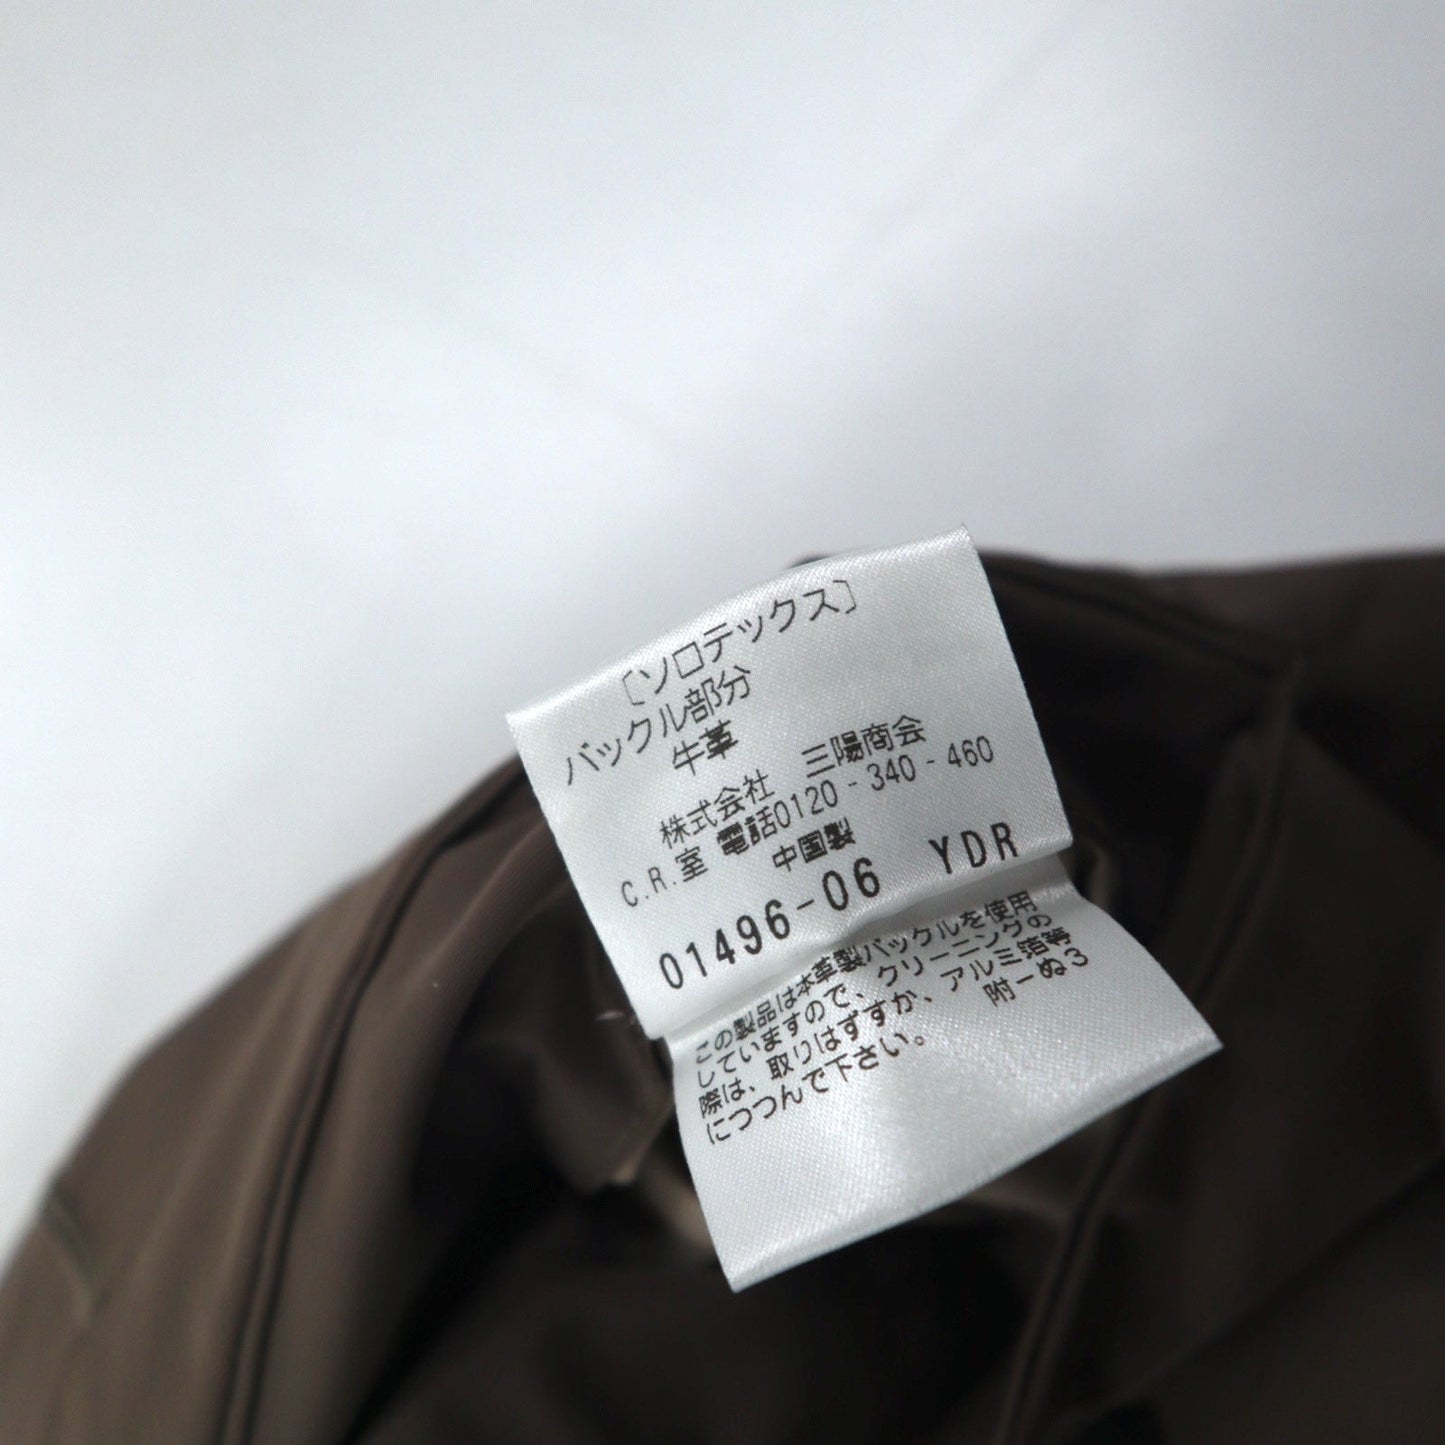 ［ソロテックス］
バックル部分
牛革
株式会社　三陽商会
C.R.室 電話0120-340-460
中国製
01496-06 YDR
この製品は本革製バックルを使用
していますので、クリーニングの
際は、取りはずすか、アルミ箔等
につつんで下さい。　附－ぬ３